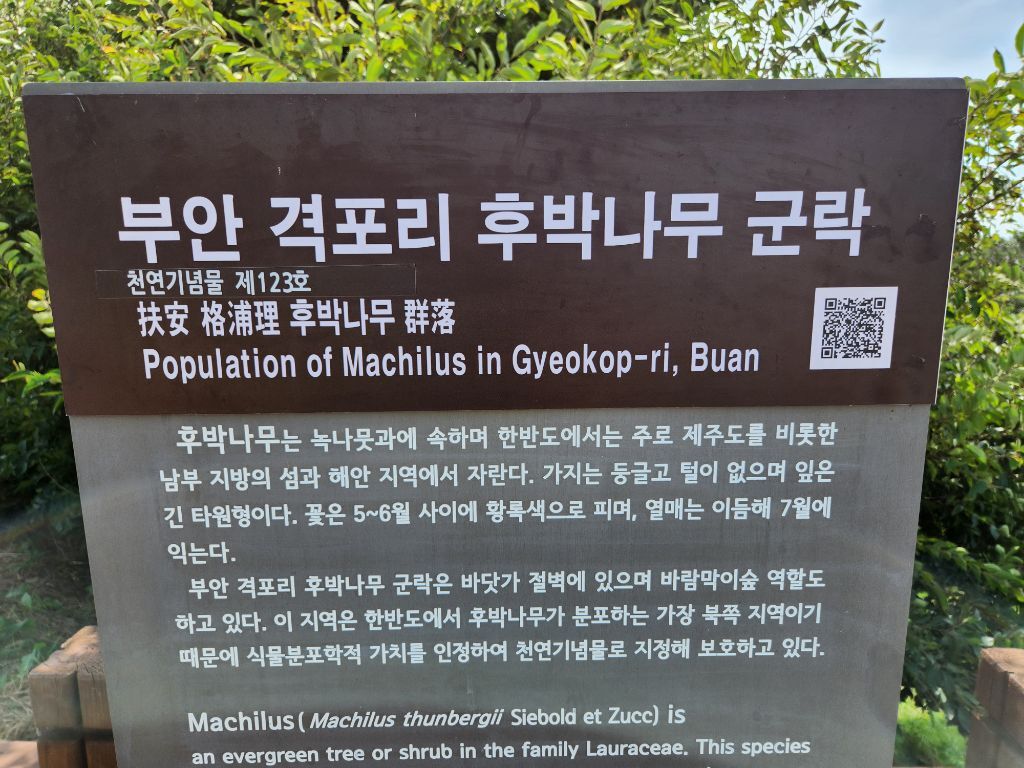 부안 격포리 후박나무 군락
천연기념물 제123호
扶安 格浦理 후박나무 群落
Population of Machilus in Gyeokop-ri, Buan
후박나무는 녹나뭇과에 속하며 한반도에서는 주로 제주도를 비롯한
남부 지방의 섬과 해안 지역에서 자란다. 가지는 둥글고 털이 없으며 잎은
긴 타원형이다. 꽃은 5~6월 사이에 황록색으로 피며, 열매는 이듬해 7월에
익는다.
부안 격포리 후박나무 군락은 바닷가 절벽에 있으며 바람막이숲 역할도
하고 있다. 이 지역은 한반도에서 후박나무가 분포하는 가장 북쪽 지역이기
때문에 식물분포학적 가치를 인정하여 천연기념물로 지정해 보호하고 있다.
Machilus( Machilus thunbergii Siebold et Zucc) is
an evergreen tree or shrub in the family Lauraceae. This species